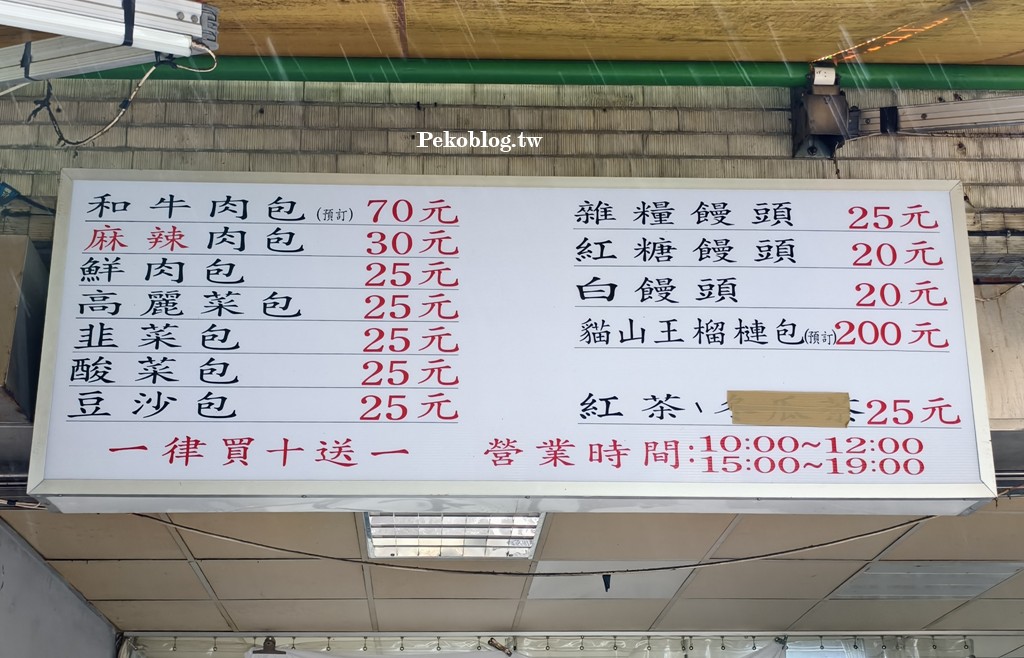 Pekoblog.tw
和牛肉包(預訂) 70元
麻辣肉包 30元
鮮肉包 25元
高麗菜包 25元
韭菜包 25元
酸菜包 25元
豆沙包 25元
雜糧饅頭 25元
紅糖饅頭 20元
白饅頭 20元
貓山王榴槤包(預訂)200元
紅茶、 25元
一律買十送一
營業時間:10:00~12:00
15:00~19:00